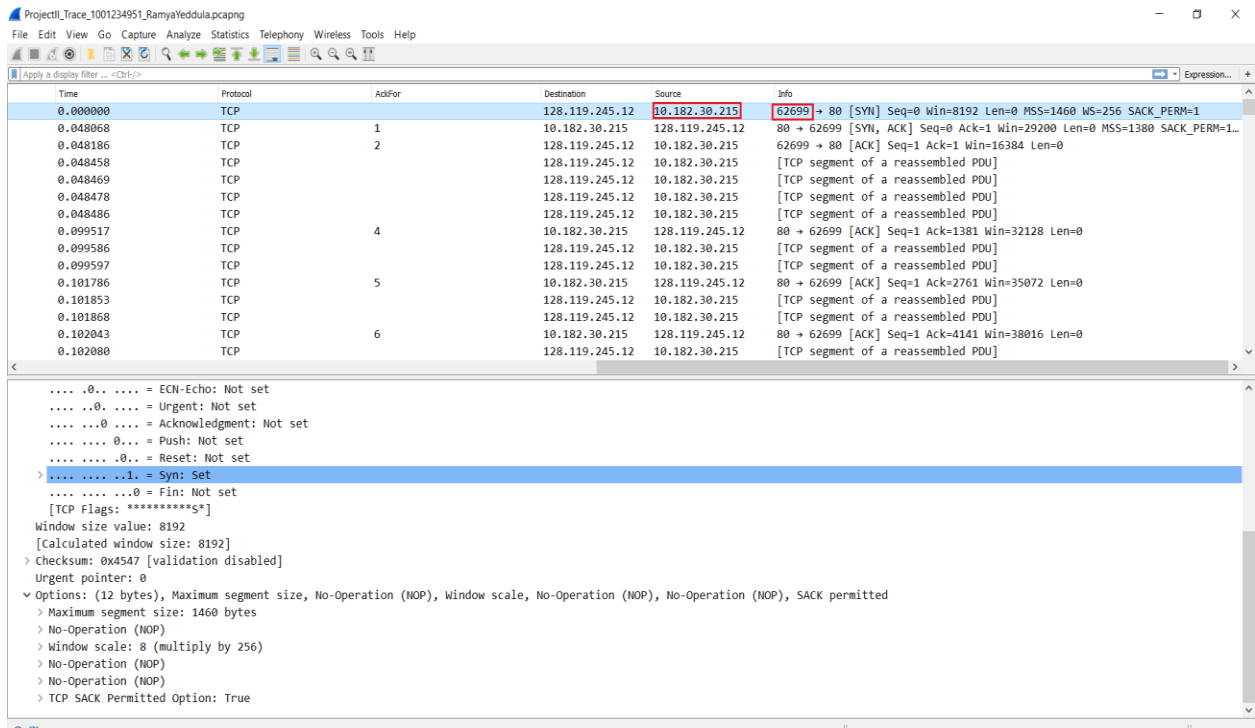 ProjectII_Trace_1001234951_RamyaYeddula.pcapng
File Edit View Go Capture Analyze Statistics Telephony Wireless Tools Help
Apply a display filter ... <Ctrl-/> Expression... +
Time Protocol AckFor Destination Source Info
0.000000 TCP 128.119.245.12 10.182.30.215 62699 → 80 [SYN] Seq=0 Win=8192 Len=0 MSS=1460 WS=256 SACK_PERM=1
0.048068 TCP 1 10.182.30.215 128.119.245.12 80 → 62699 [SYN, ACK] Seq=0 Ack=1 Win=29200 Len=0 MSS=1380 SACK_PERM=1…
0.048186 TCP 2 128.119.245.12 10.182.30.215 62699 → 80 [ACK] Seq=1 Ack=1 Win=16384 Len=0
0.048458 TCP 128.119.245.12 10.182.30.215 [TCP segment of a reassembled PDU]
0.048469 TCP 128.119.245.12 10.182.30.215 [TCP segment of a reassembled PDU]
0.048478 TCP 128.119.245.12 10.182.30.215 [TCP segment of a reassembled PDU]
0.048486 TCP 128.119.245.12 10.182.30.215 [TCP segment of a reassembled PDU]
0.099517 TCP 4 10.182.30.215 128.119.245.12 80 → 62699 [ACK] Seq=1 Ack=1381 Win=32128 Len=0
0.099586 TCP 128.119.245.12 10.182.30.215 [TCP segment of a reassembled PDU]
0.099597 TCP 128.119.245.12 10.182.30.215 [TCP segment of a reassembled PDU]
0.101786 TCP 5 10.182.30.215 128.119.245.12 80 → 62699 [ACK] Seq=1 Ack=2761 Win=35072 Len=0
0.101853 TCP 128.119.245.12 10.182.30.215 [TCP segment of a reassembled PDU]
0.101868 TCP 128.119.245.12 10.182.30.215 [TCP segment of a reassembled PDU]
0.102043 TCP 6 10.182.30.215 128.119.245.12 80 → 62699 [ACK] Seq=1 Ack=4141 Win=38016 Len=0
0.102080 TCP 128.119.245.12 10.182.30.215 [TCP segment of a reassembled PDU]
.... .0.. .... = ECN-Echo: Not set
.... ..0. .... = Urgent: Not set
.... ...0 .... = Acknowledgment: Not set
.... .... 0... = Push: Not set
.... .... .0.. = Reset: Not set
> .... .... ..1. = Syn: Set
.... .... ...0 = Fin: Not set
[TCP Flags: **********S*]
Window size value: 8192
[Calculated window size: 8192]
> Checksum: 0x4547 [validation disabled]
Urgent pointer: 0
Options: (12 bytes), Maximum segment size, No-Operation (NOP), Window scale, No-Operation (NOP), No-Operation (NOP), SACK permitted
> Maximum segment size: 1460 bytes
> No-Operation (NOP)
> Window scale: 8 (multiply by 256)
> No-Operation (NOP)
> No-Operation (NOP)
> TCP SACK Permitted Option: True